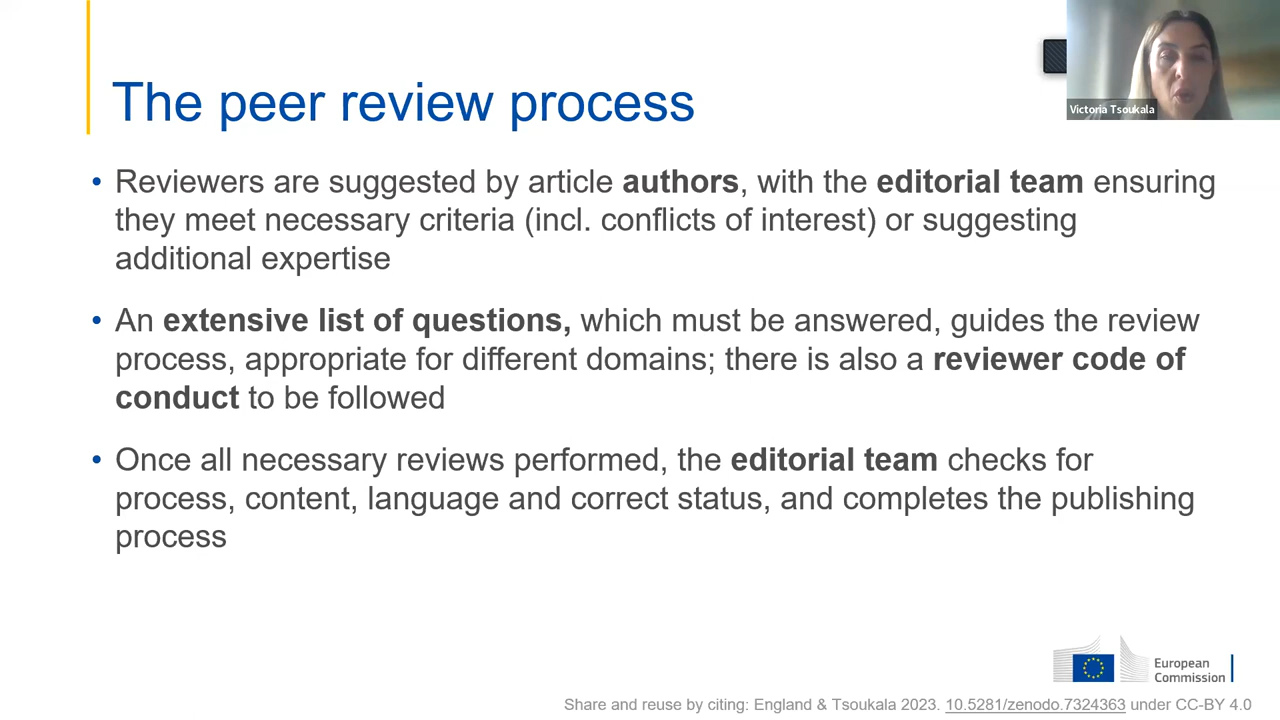 Victoria Tsoukala
The peer review process
• Reviewers are suggested by article authors, with the editorial team ensuring
they meet necessary criteria (incl. conflicts of interest) or suggesting
additional expertise
• An extensive list of questions, which must be answered, guides the review
process, appropriate for different domains; there is also a reviewer code of
conduct to be followed
• Once all necessary reviews performed, the editorial team checks for
process, content, language and correct status, and completes the publishing
process
European
Commission
Share and reuse by citing: England & Tsoukala 2023. 10.5281/zenodo.7324363 under CC-BY 4.0